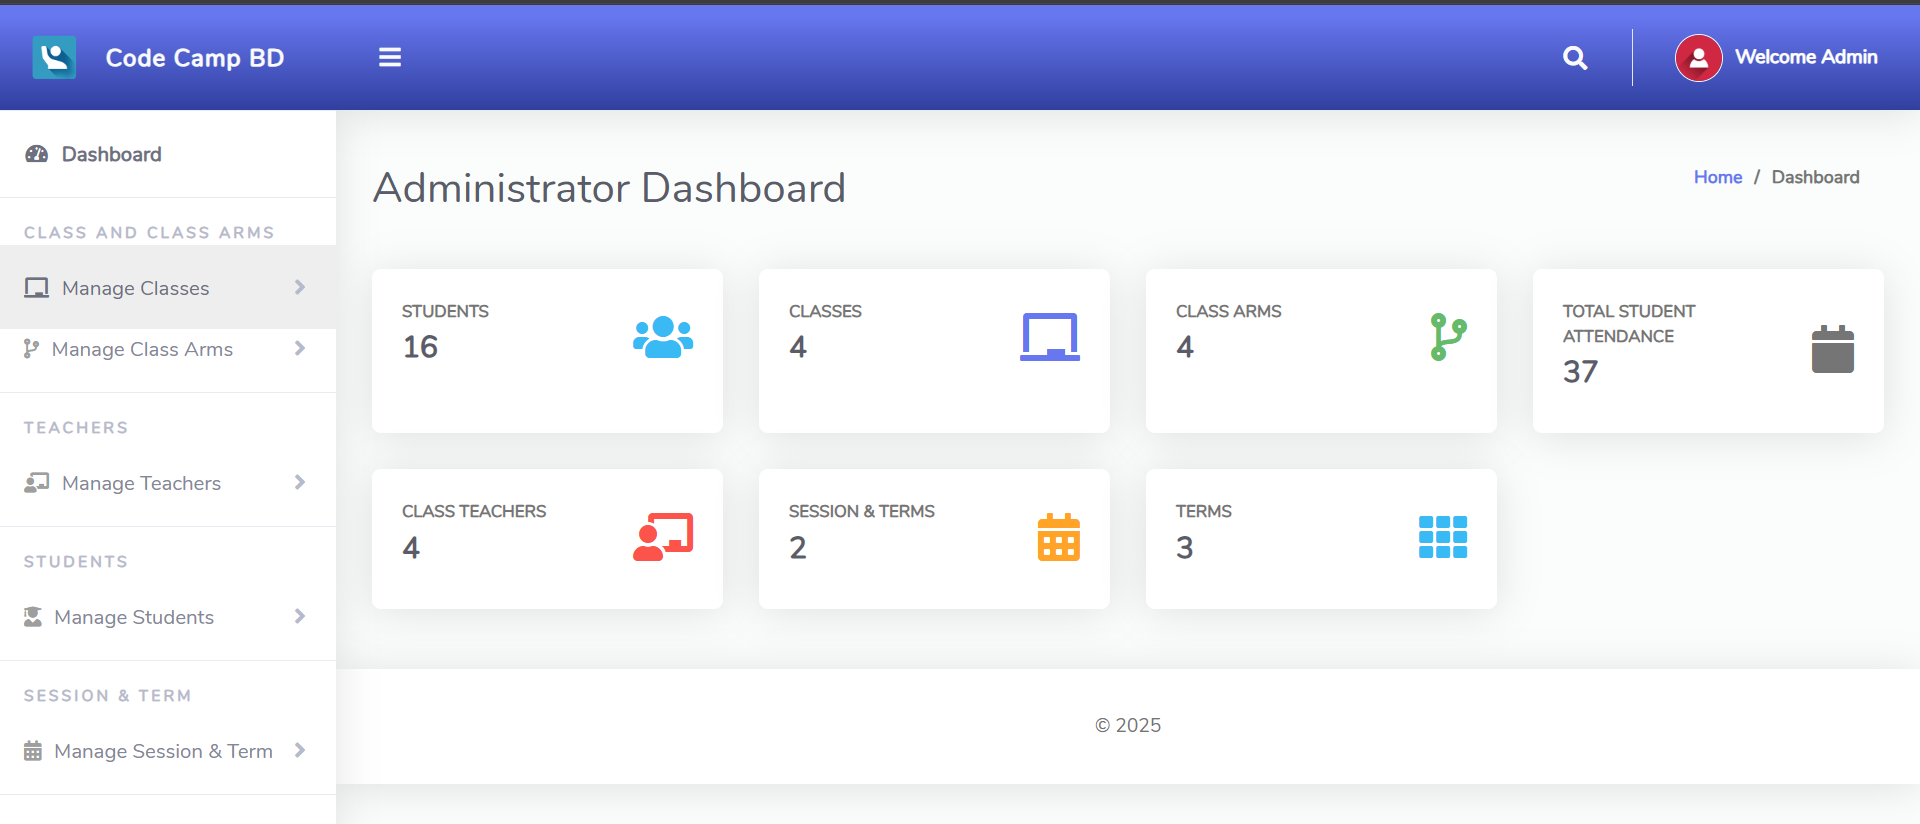 Code Camp BD
Welcome Admin
Dashboard
CLASS AND CLASS ARMS
Manage Classes
Manage Class Arms
TEACHERS
Manage Teachers
STUDENTS
Manage Students
SESSION & TERM
Manage Session & Term
Administrator Dashboard
Home / Dashboard
STUDENTS
16
CLASSES
4
CLASS ARMS
4
TOTAL STUDENT
ATTENDANCE
37
CLASS TEACHERS
4
SESSION & TERMS
2
TERMS
3
© 2025